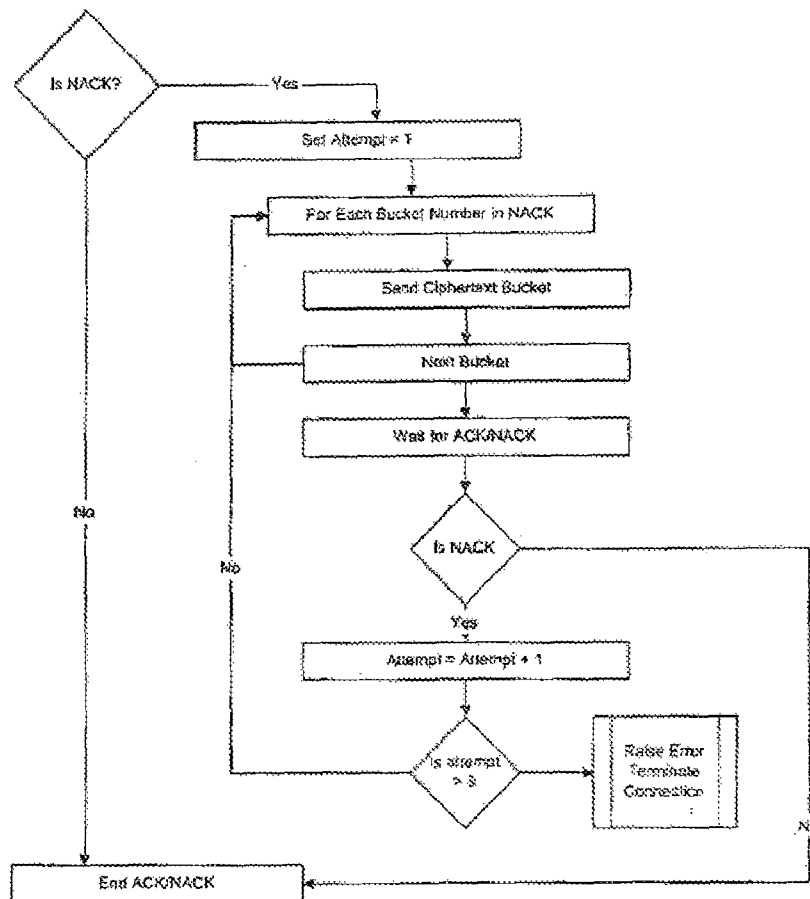 Is NACK?
Yes
Set Attempt = 1
For Each Bucket Number in NACK
Send Ciphertext Bucket
Next Bucket
Wait for ACK/NACK
No
Is NACK
No
Yes
Attempt = Attempt + 1
Is attempt
> 3
Raise Error
Terminate
Connection
N
End ACK/NACK